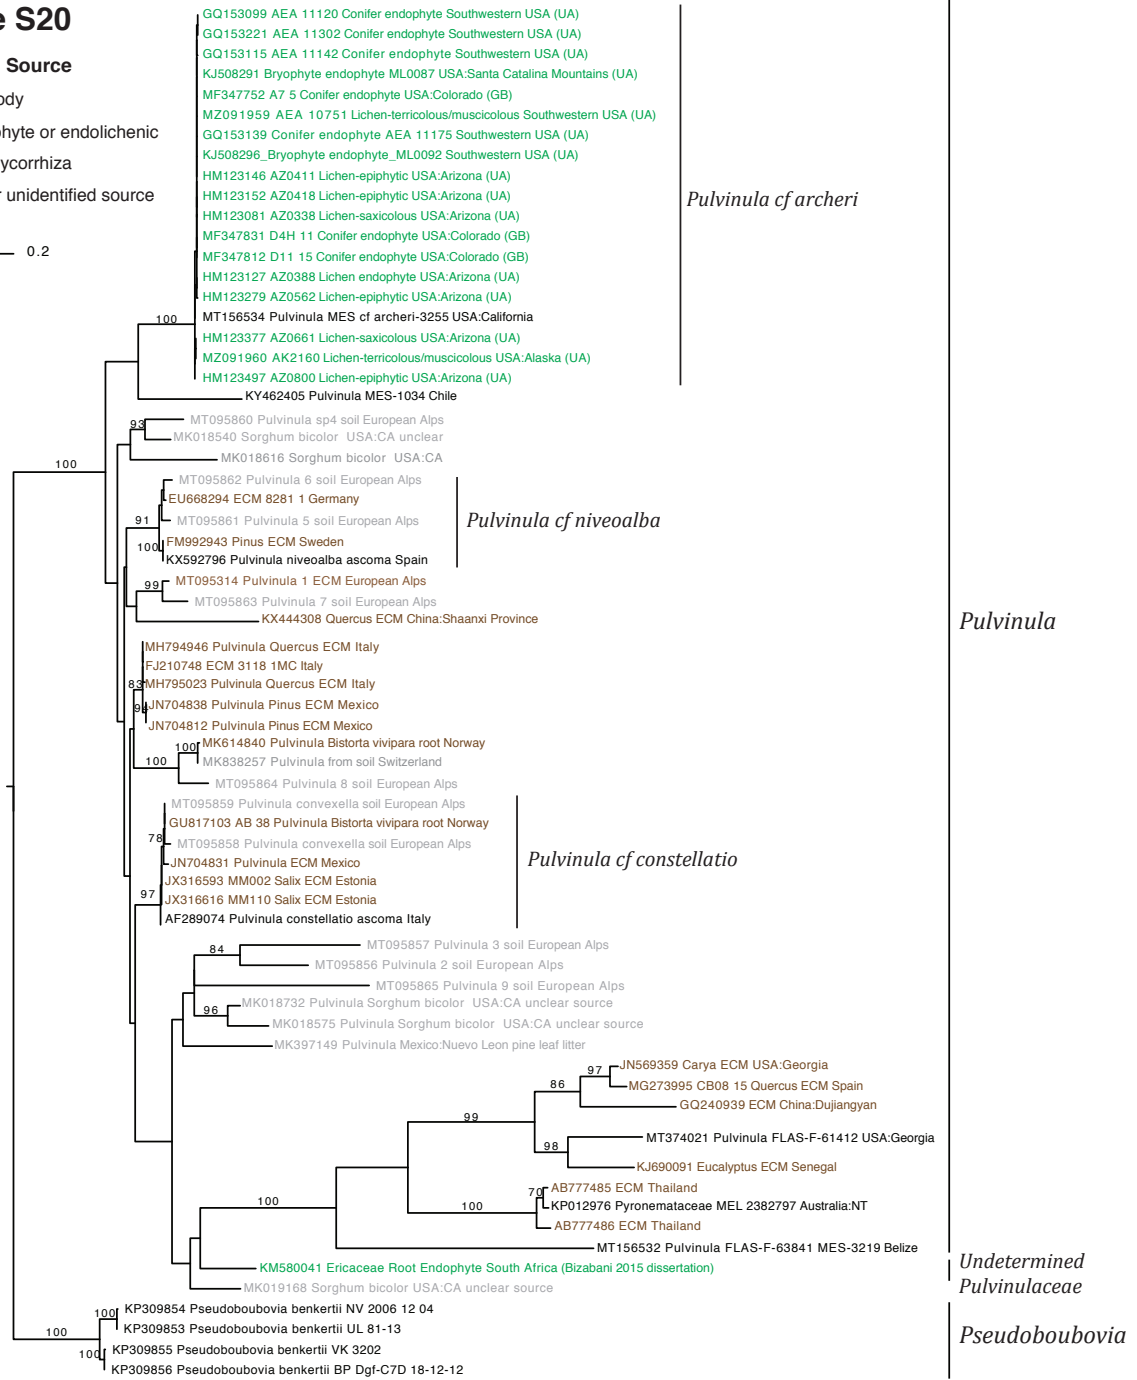 e S20
Source
ody
phyte or endolichenic
ycorrhiza
r unidentified source
0.2
GQ153099 AEA 11120 Conifer endophyte Southwestern USA (UA)
GQ153221 AEA 11302 Conifer endophyte Southwestern USA (UA)
GQ153115 AEA 11142 Conifer endophyte Southwestern USA (UA)
KJ508291 Bryophyte endophyte ML0087 USA:Santa Catalina Mountains (UA)
MF347752 A7 5 Conifer endophyte USA:Colorado (GB)
MZ091959 AEA 10751 Lichen-terricolous/muscicolous Southwestern USA (UA)
GQ153139 Conifer endophyte AEA 11175 Southwestern USA (UA)
KJ508296_Bryophyte endophyte_ML0092 Southwestern USA (UA)
HM123146 AZ0411 Lichen-epiphytic USA:Arizona (UA)
HM123152 AZ0418 Lichen-epiphytic USA:Arizona (UA)
HM123081 AZ0338 Lichen-saxicolous USA:Arizona (UA)
MF347831 D4H 11 Conifer endophyte USA:Colorado (GB)
MF347812 D11 15 Conifer endophyte USA:Colorado (GB)
HM123127 AZ0388 Lichen endophyte USA:Arizona (UA)
HM123279 AZ0562 Lichen-epiphytic USA:Arizona (UA)
MT156534 Pulvinula MES cf archeri-3255 USA:California
HM123377 AZ0661 Lichen-saxicolous USA:Arizona (UA)
MZ091960 AK2160 Lichen-terricolous/muscicolous USA:Alaska (UA)
HM123497 AZ0800 Lichen-epiphytic USA:Arizona (UA)
Pulvinula cf archeri
100
KY462405 Pulvinula MES-1034 Chile
MT095860 Pulvinula sp4 soil European Alps
93
MK018540 Sorghum bicolor USA:CA unclear
MK018616 Sorghum bicolor USA:CA
100
MT095862 Pulvinula 6 soil European Alps
EU668294 ECM 8281 1 Germany
91
MT095861 Pulvinula 5 soil European Alps
FM992943 Pinus ECM Sweden
100
KX592796 Pulvinula niveoalba ascoma Spain
Pulvinula cf niveoalba
MT095314 Pulvinula 1 ECM European Alps
99
MT095863 Pulvinula 7 soil European Alps
KX444308 Quercus ECM China:Shaanxi Province
Pulvinula
MH794946 Pulvinula Quercus ECM Italy
FJ210748 ECM 3118 1MC Italy
83
MH795023 Pulvinula Quercus ECM Italy
94
JN704838 Pulvinula Pinus ECM Mexico
JN704812 Pulvinula Pinus ECM Mexico
MK614840 Pulvinula Bistorta vivipara root Norway
100
MK838257 Pulvinula from soil Switzerland
100
MT095864 Pulvinula 8 soil European Alps
MT095859 Pulvinula convexella soil European Alps
GU817103 AB 38 Pulvinula Bistorta vivipara root Norway
78
MT095858 Pulvinula convexella soil European Alps
JN704831 Pulvinula ECM Mexico
JX316593 MM002 Salix ECM Estonia
97
JX316616 MM110 Salix ECM Estonia
AF289074 Pulvinula constellatio ascoma Italy
Pulvinula cf constellatio
MT095857 Pulvinula 3 soil European Alps
84
MT095856 Pulvinula 2 soil European Alps
MT095865 Pulvinula 9 soil European Alps
MK018732 Pulvinula Sorghum bicolor USA:CA unclear source
96
MK018575 Pulvinula Sorghum bicolor USA:CA unclear source
MK397149 Pulvinula Mexico:Nuevo Leon pine leaf litter
JN569359 Carya ECM USA:Georgia
97
MG273995 CB08 15 Quercus ECM Spain
86
GQ240939 ECM China:Dujiangyan
99
MT374021 Pulvinula FLAS-F-61412 USA:Georgia
98
KJ690091 Eucalyptus ECM Senegal
AB777485 ECM Thailand
70
KP012976 Pyronemataceae MEL 2382797 Australia:NT
100
AB777486 ECM Thailand
100
MT156532 Pulvinula FLAS-F-63841 MES-3219 Belize
KM580041 Ericaceae Root Endophyte South Africa (Bizabani 2015 dissertation)
MK019168 Sorghum bicolor USA:CA unclear source
Undetermined
Pulvinulaceae
KP309854 Pseudoboubovia benkertii NV 2006 12 04
100
KP309853 Pseudoboubovia benkertii UL 81-13
100
KP309855 Pseudoboubovia benkertii VK 3202
100
KP309856 Pseudoboubovia benkertii BP Dgf-C7D 18-12-12
Pseudoboubovia